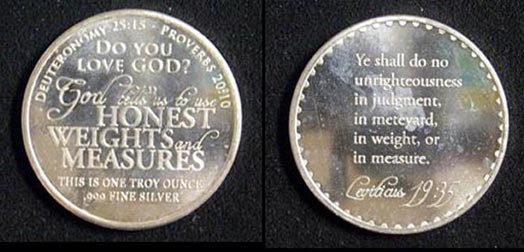 DEUTERONOMY 25:15 - PROVERBS 20:10
DO YOU
LOVE GOD?
God tells us to use
HONEST
WEIGHTS and
MEASURES
THIS IS ONE TROY OUNCE
.999 FINE SILVER
Ye shall do no
unrighteousness
in judgment,
in meteyard,
in weight, or
in measure.
Leviticus 19:35